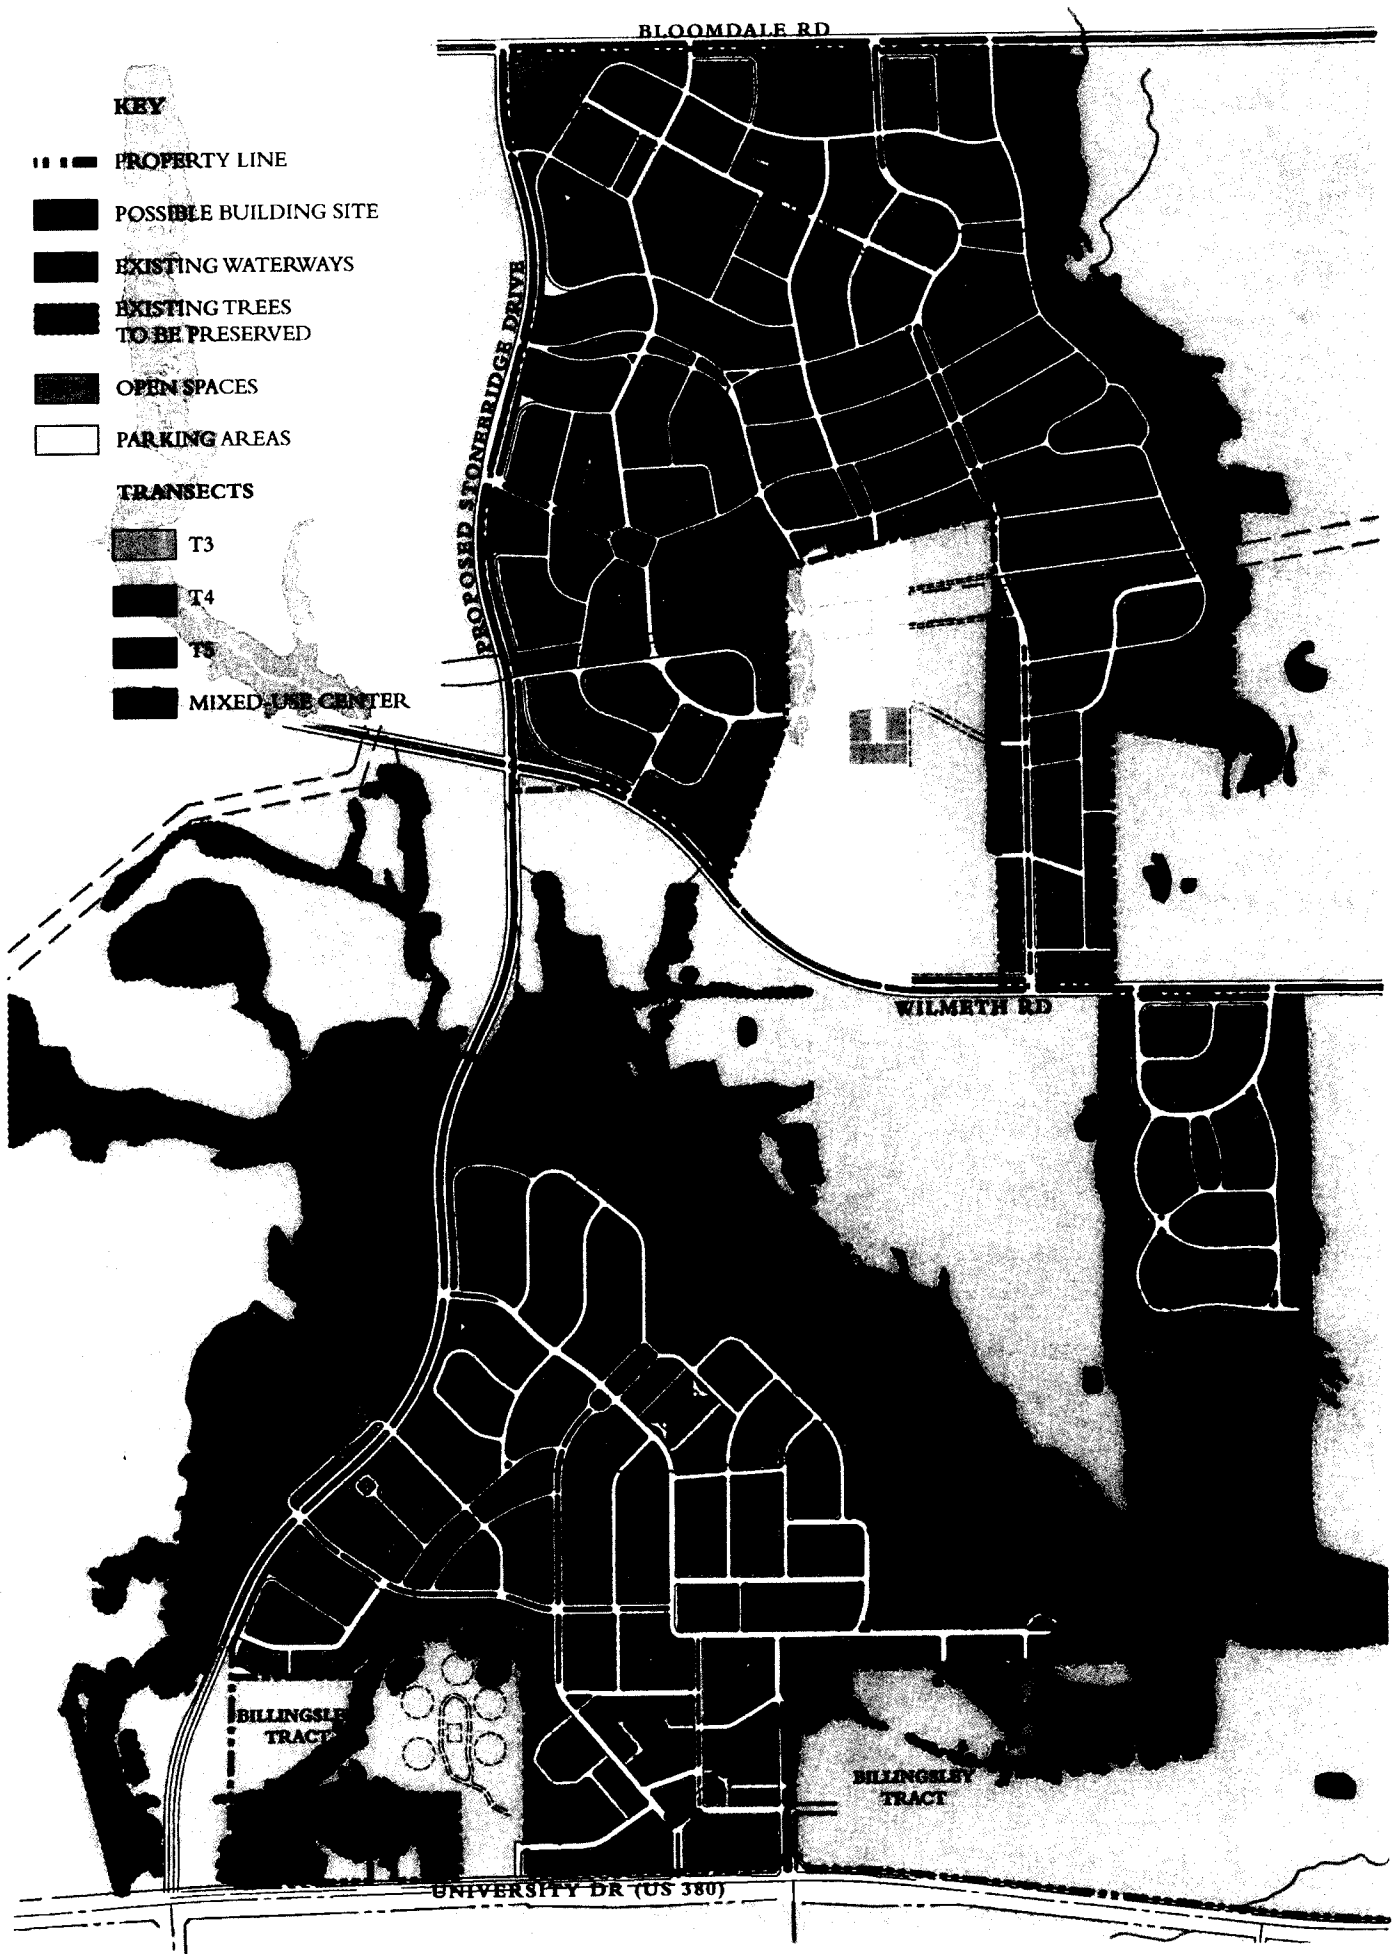 BLOOMDALE RD
KEY
PROPERTY LINE
POSSIBLE BUILDING SITE
EXISTING WATERWAYS
EXISTING TREES
TO BE PRESERVED
OPEN SPACES
PARKING AREAS
TRANSECTS
T3
T4
T5
MIXED-USE CENTER
PROPOSED STONEBRIDGE DRIVE
WILMETH RD
BILLINGSLEY
TRACT
BILLINGSLEY
TRACT
UNIVERSITY DR (US 380)